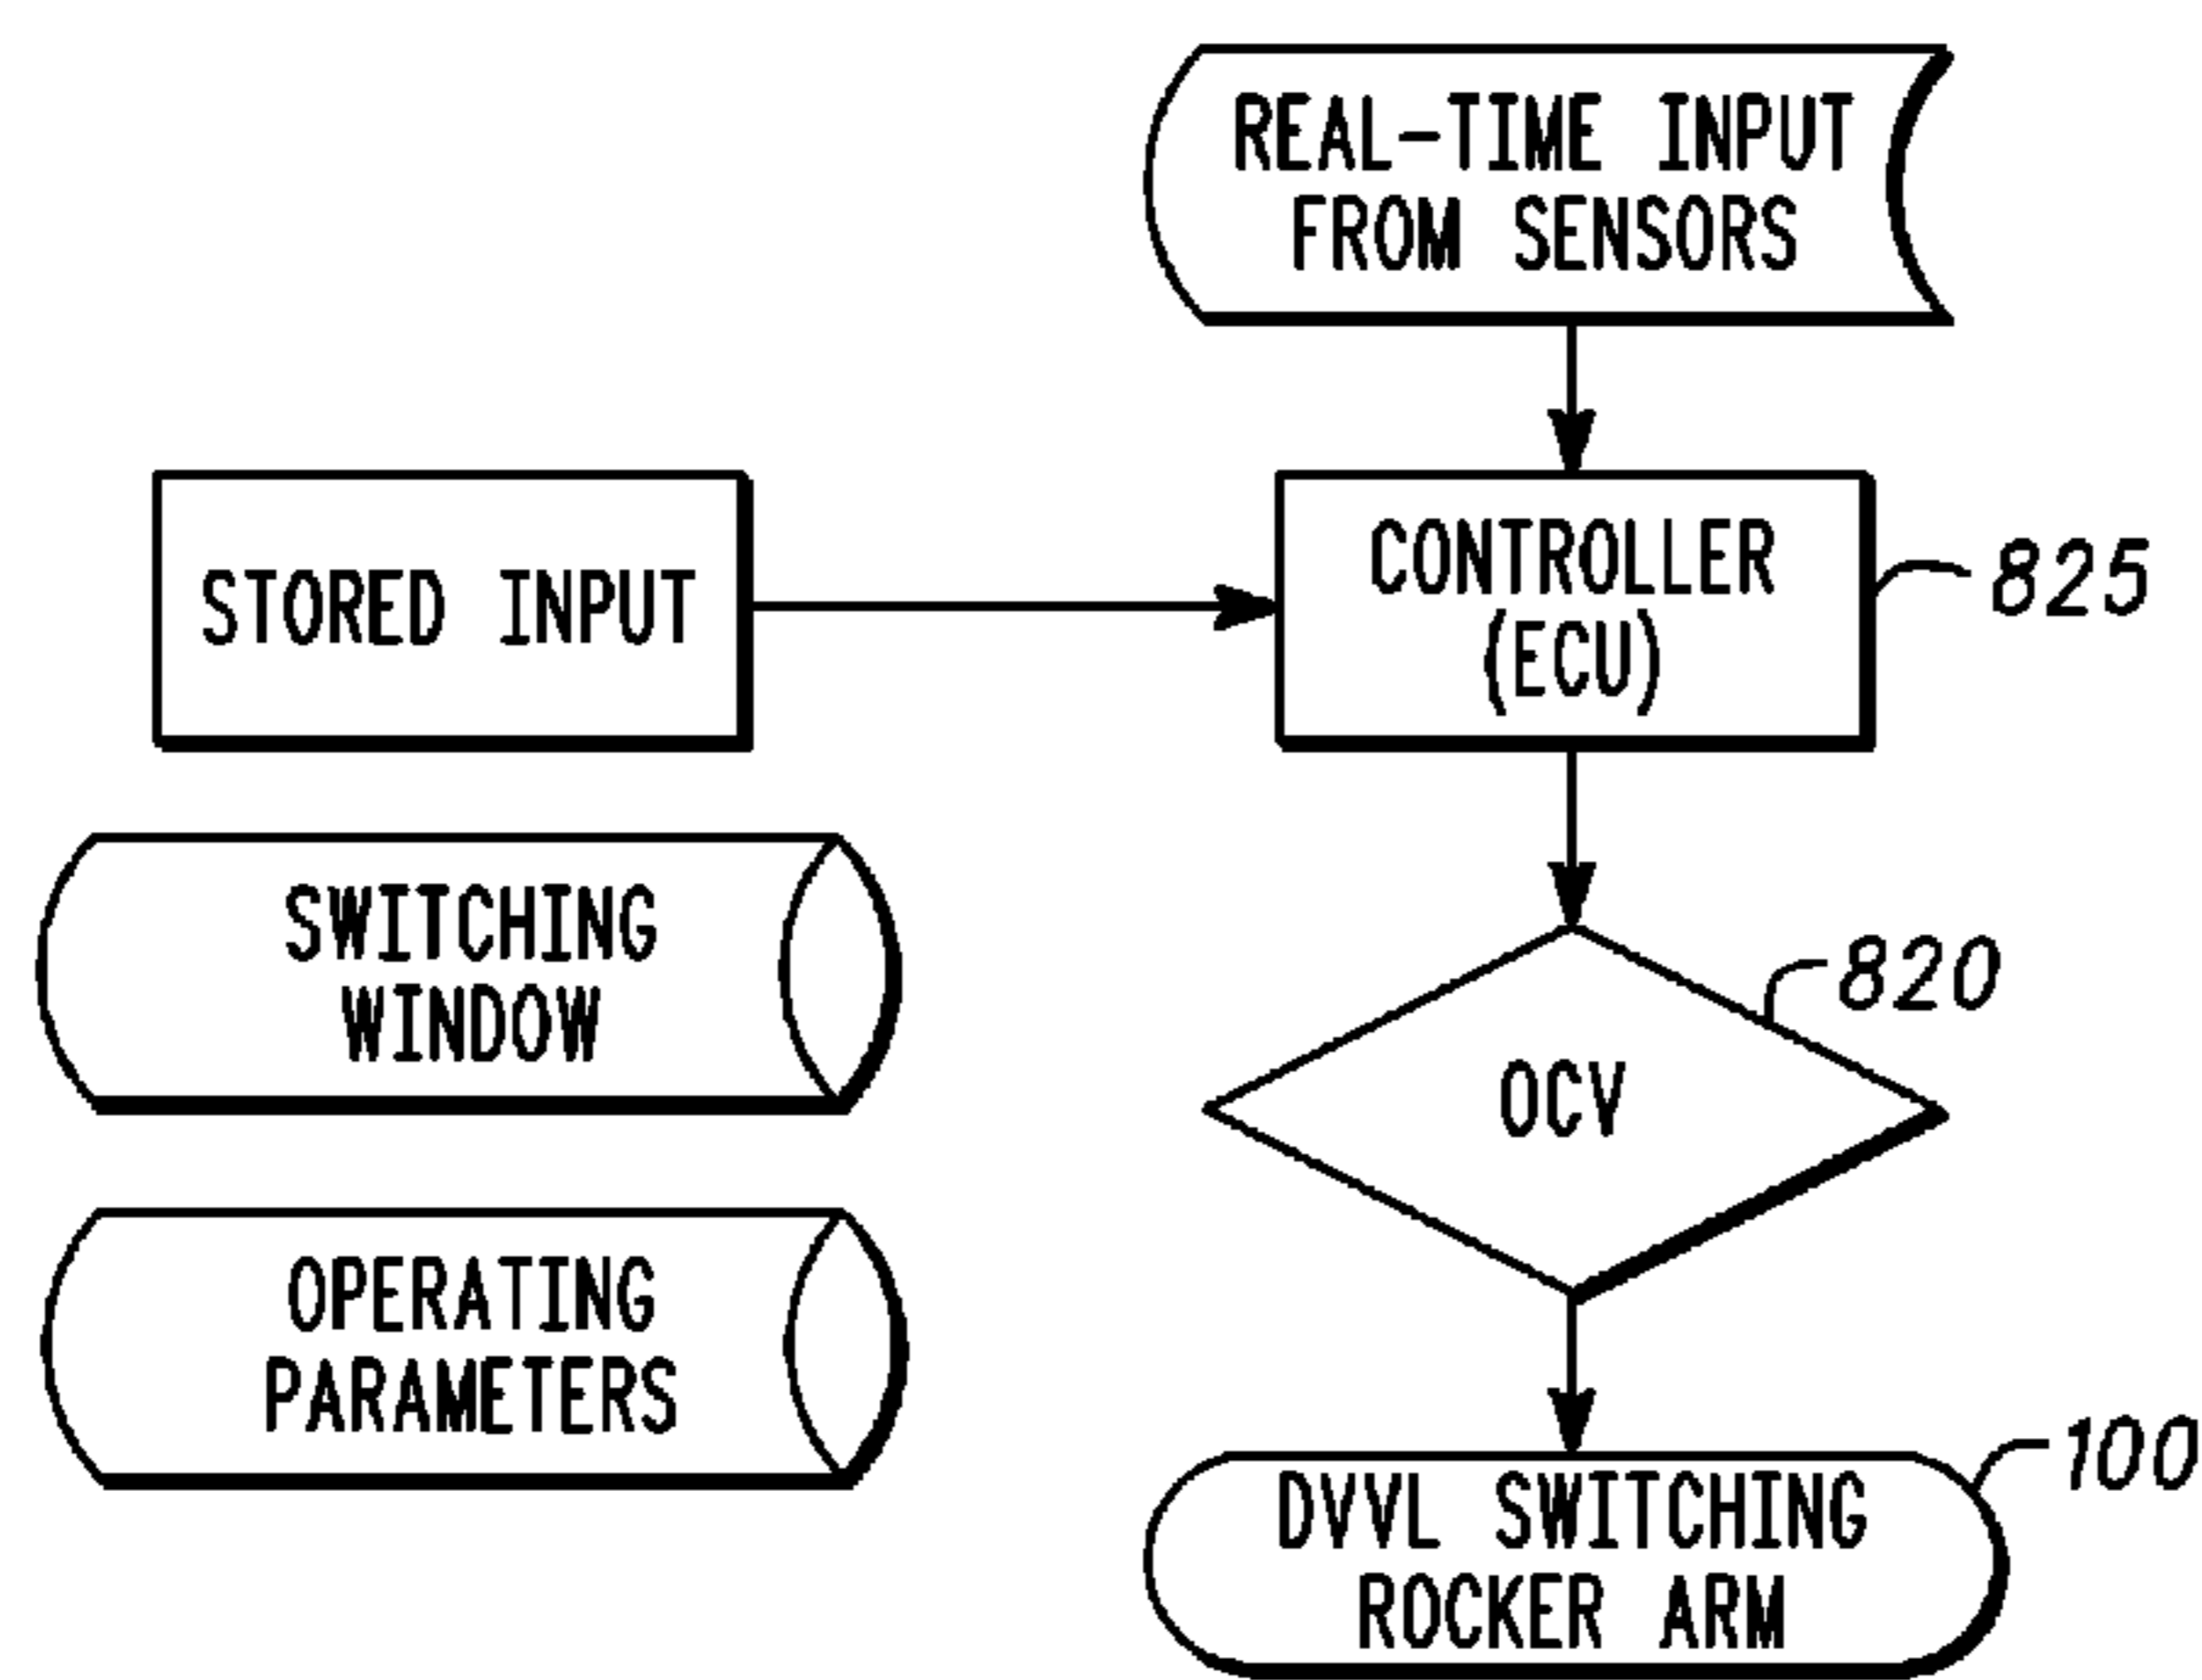 REAL-TIME INPUT
FROM SENSORS
STORED INPUT
CONTROLLER
(ECU)
825
SWITCHING
WINDOW
820
OCV
OPERATING
PARAMETERS
100
DVVL SWITCHING
ROCKER ARM